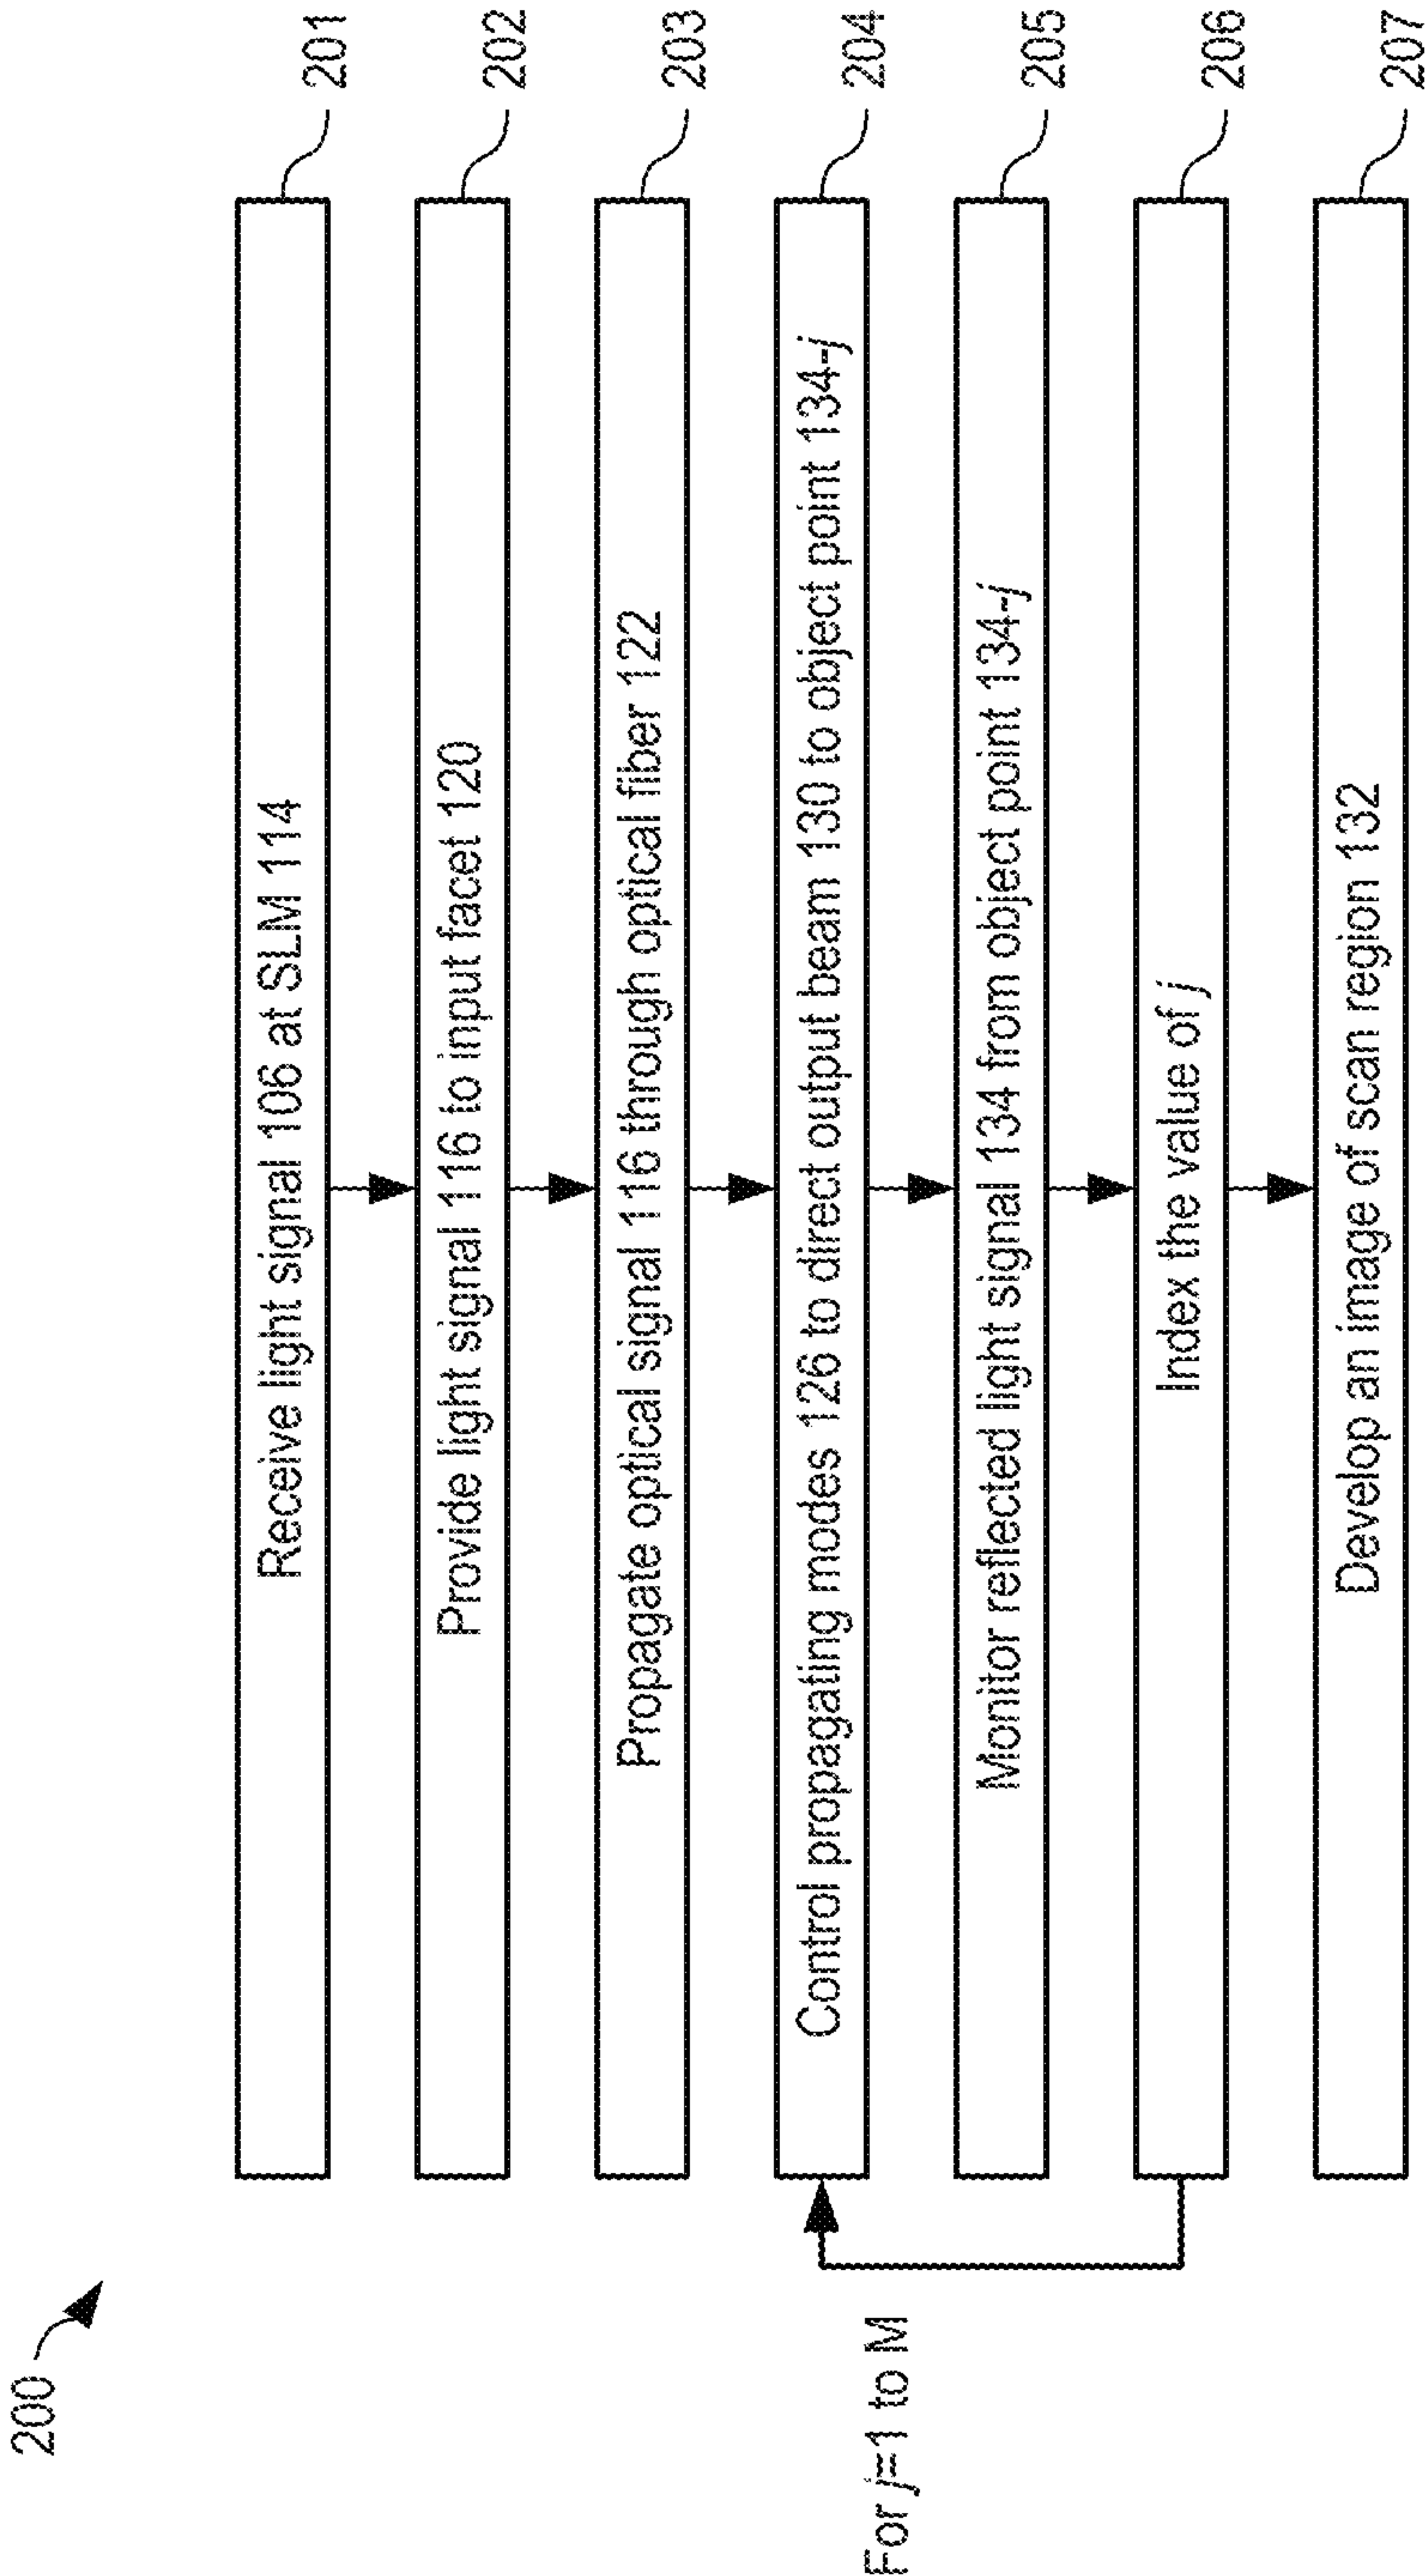 200
Receive light signal 106 at SLM 114
201
Provide light signal 116 to input facet 120
202
Propagate optical signal 116 through optical fiber 122
203
Control propagating modes 126 to direct output beam 130 to object point 134-j
204
For j=1 to M
Monitor reflected light signal 134 from object point 134-j
205
Index the value of j
206
Develop an image of scan region 132
207